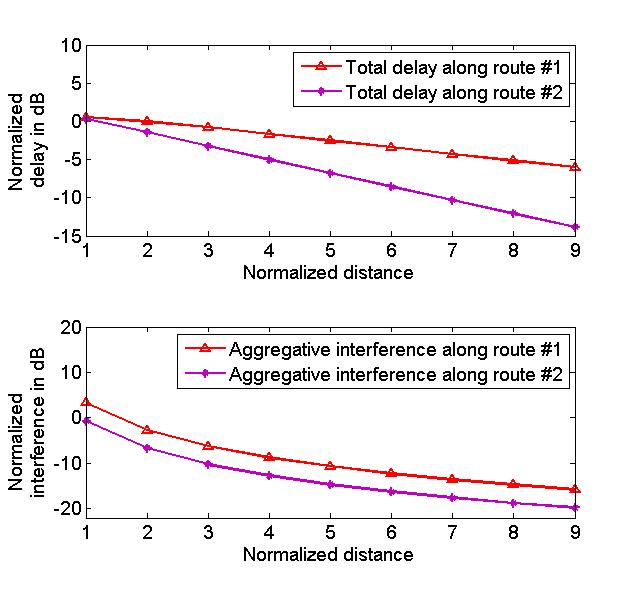 10
5
0
-5
-10
-15
Normalized
delay in dB
Total delay along route #1
Total delay along route #2
1 2 3 4 5 6 7 8 9
Normalized distance
20
10
0
-10
-20
Normalized
interference in dB
Aggregative interference along route #1
Aggregative interference along route #2
1 2 3 4 5 6 7 8 9
Normalized distance